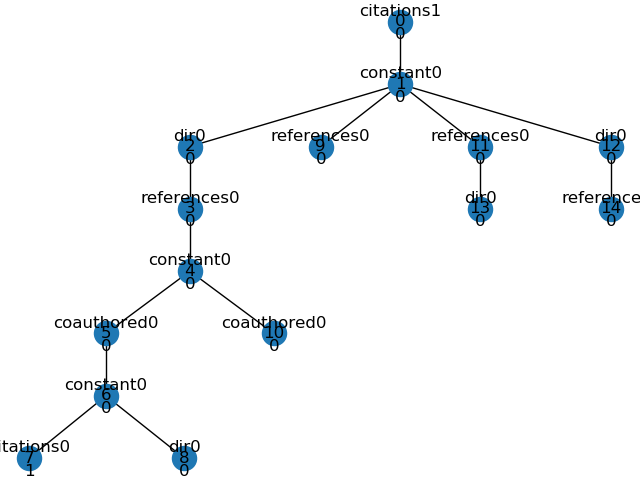 citations1
0
0
constant0
1
0
dir0 references0 references0 dir0
2 9 11 12
0 0 0 0
references0 dir0 reference
3 13 14
0 0 0
constant0
4
0
coauthored0 coauthored0
5 10
0 0
constant0
6
0
itations0 dir0
7 8
1 0